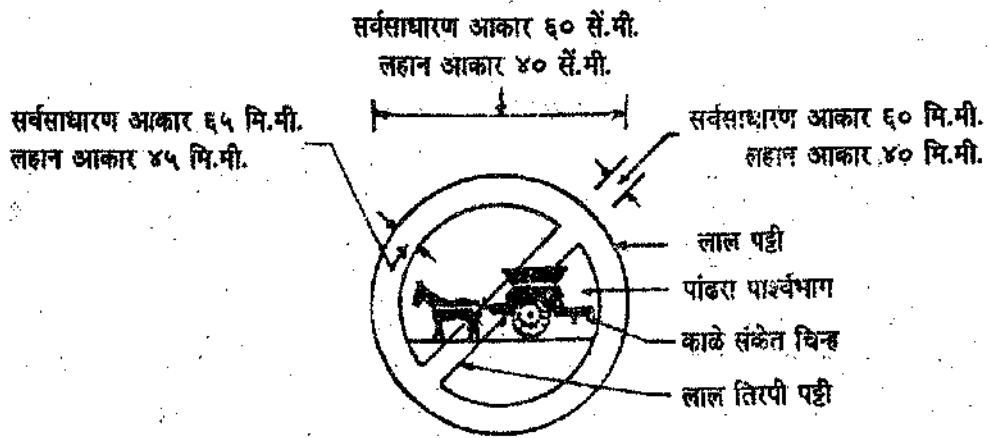 सर्वसाधारण आकार ६० सें.मी.
लहान आकार ४० सें.मी.
सर्वसाधारण आकार ६५ मि.मी.
लहान आकार ४५ मि.मी.
सर्वसाधारण आकार ६० मि.मी.
लहान आकार ४० मि.मी.
लाल पट्टी
पांढरा पार्श्वभाग
काळे संकेत चिन्ह
लाल तिरपी पट्टी